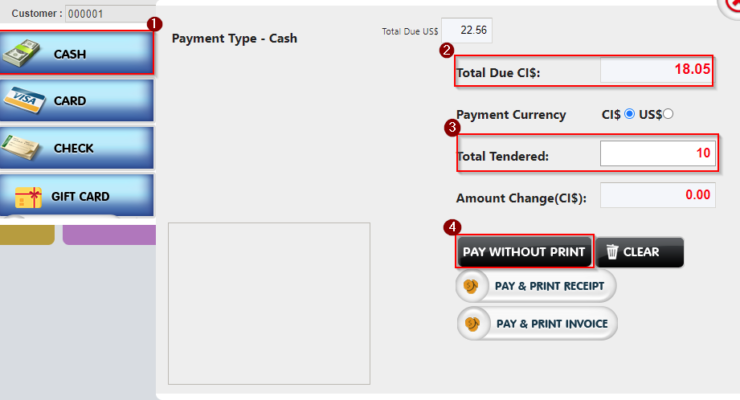 Customer : 000001
1
CASH
VISA
CARD
CHECK
GIFT CARD
Payment Type - Cash
Total Due US$ 22.56
2
Total Due CI$: 18.05
Payment Currency CI$ US$
3
Total Tendered: 10
Amount Change(CI$): 0.00
4
PAY WITHOUT PRINT CLEAR
PAY & PRINT RECEIPT
PAY & PRINT INVOICE